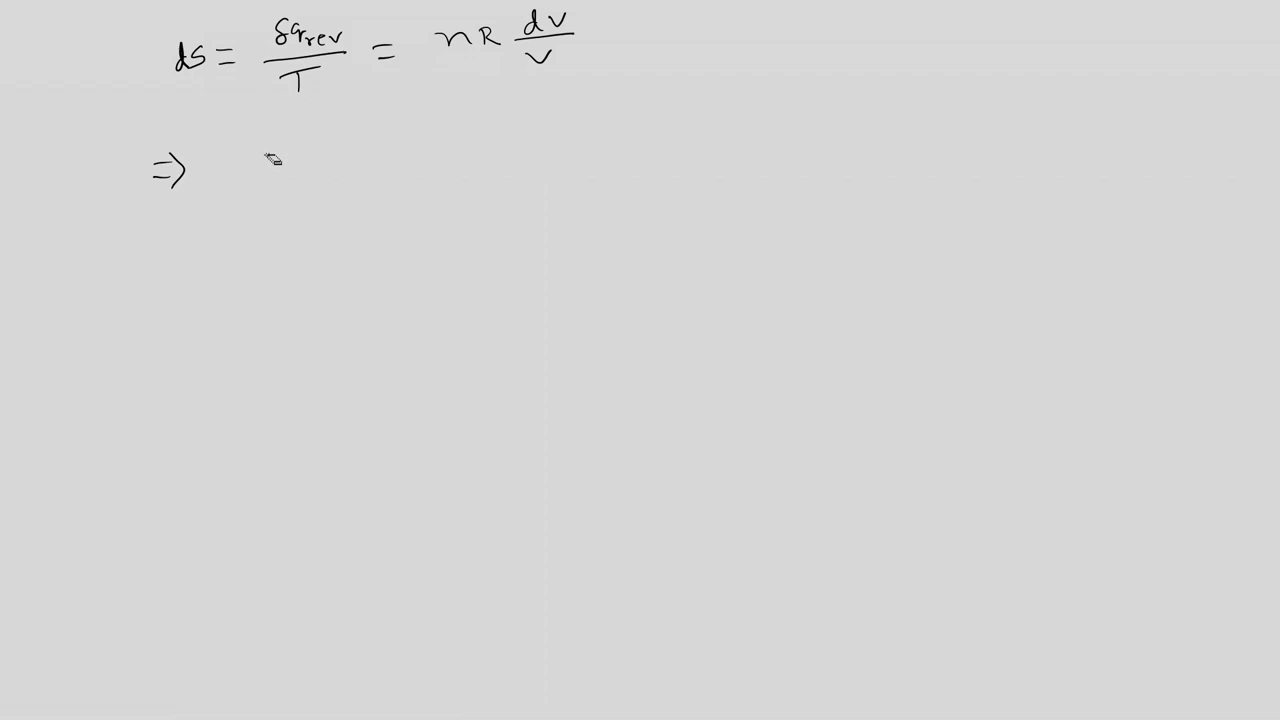 dS = δq_rev / T = nR dV / V
⇒